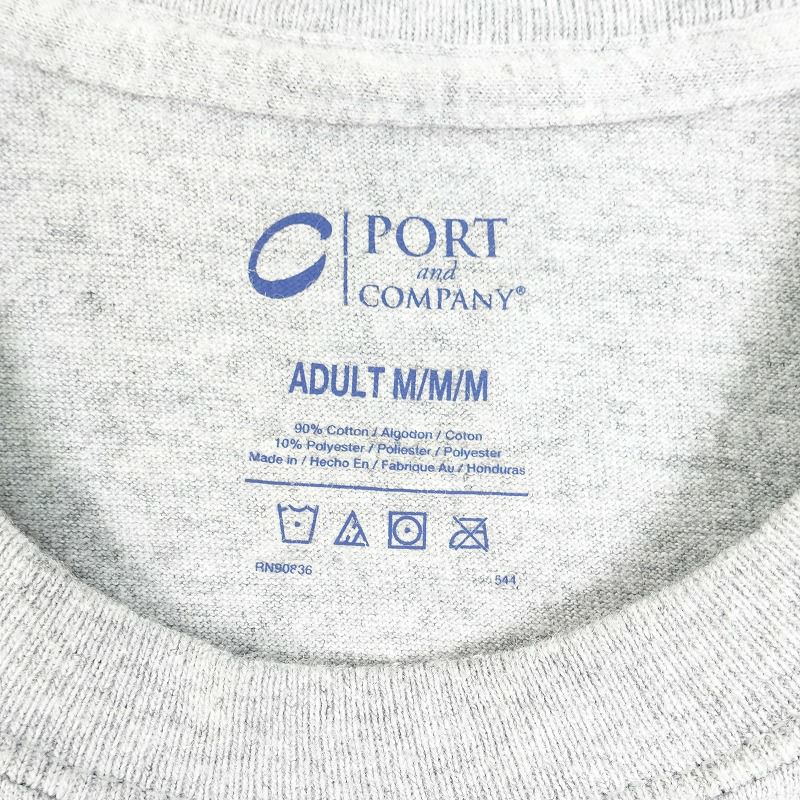 PORT
and
COMPANY®
ADULT M/M/M
90% Cotton / Algodon / Coton
10% Polyester / Poliester / Polyester
Made in / Hecho En / Fabrique Au / Honduras
RN90836
544